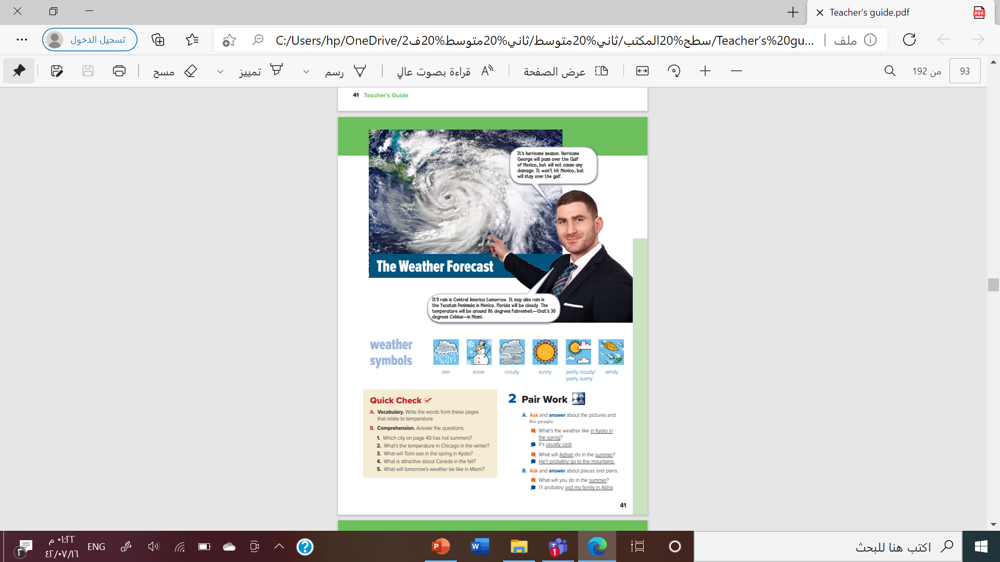 Teacher's guide.pdf
تسجيل الدخول
C:/Users/hp/OneDrive/سطح%20المكتب/ثاني%20متوسط/ثاني%20متوسط%20ف2/Teacher's%20gu...
ملف
مسح
تمييز
رسم
قراءة بصوت عالٍ
عرض الصفحة
من 192
93
41 Teacher's Guide
It's hurricane season. Hurricane
George will pass over the Gulf
of Mexico, but will not cause any
damage. It won't hit Mexico, but
will stay over the gulf.
The Weather Forecast
It'll rain in Central America tomorrow. It may also rain in
the Yucatan Peninsula in Mexico. Florida will be cloudy. The
temperature will be around 86 degrees Fahrenheit—that's 30
degrees Celsius—in Miami.
weather
symbols
rain
snow
cloudy
sunny
partly cloudy/
partly sunny
windy
Quick Check
A. Vocabulary. Write the words from these pages
that relate to temperature.
B. Comprehension. Answer the questions.
1. Which city on page 40 has hot summers?
2. What's the temperature in Chicago in the winter?
3. What will Tomi see in the spring in Kyoto?
4. What is attractive about Canada in the fall?
5. What will tomorrow's weather be like in Miami?
2 Pair Work
A. Ask and answer about the pictures and
the people.
What's the weather like in Kyoto in
the spring?
It's usually cool.
What will Adnan do in the summer?
He'll probably go to the mountains.
B. Ask and answer about places and plans.
What will you do in the summer?
I'll probably visit my family in Abha.
41
٠١:٢٢ م
٤٢/٠٧/١٦
٣
ENG
1
اكتب هنا للبحث